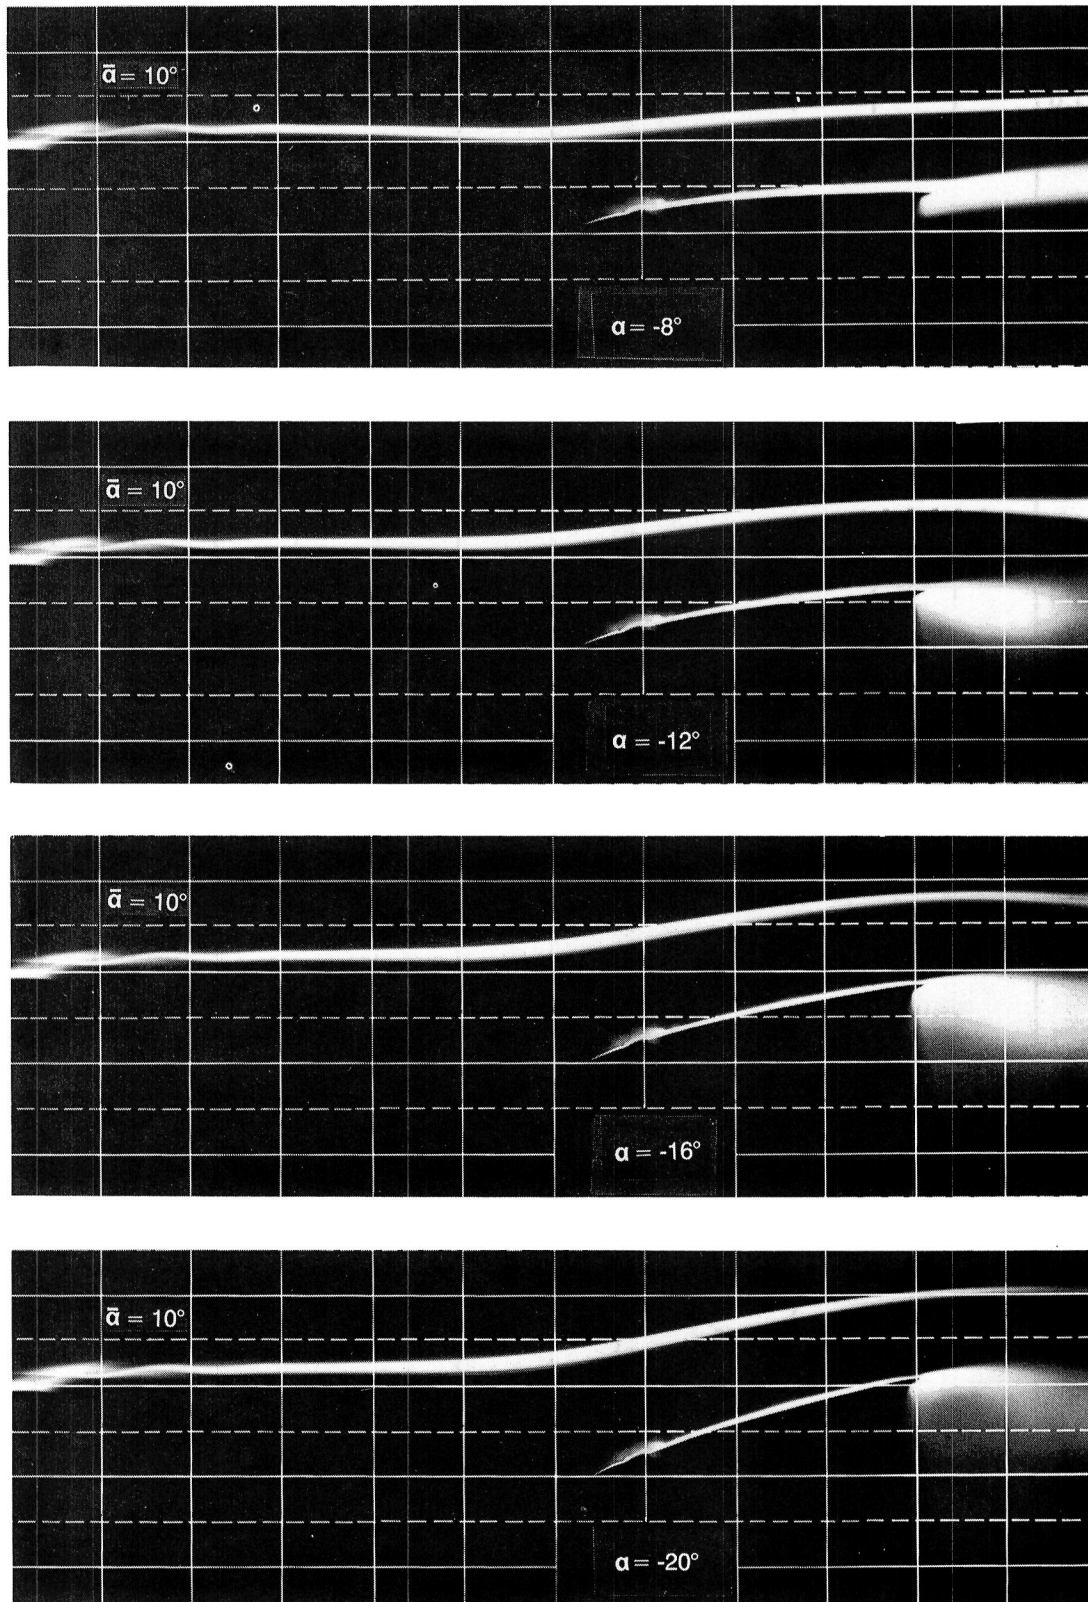 ᾱ = 10°
α = -8°
ᾱ = 10°
α = -12°
ᾱ = 10°
α = -16°
ᾱ = 10°
α = -20°